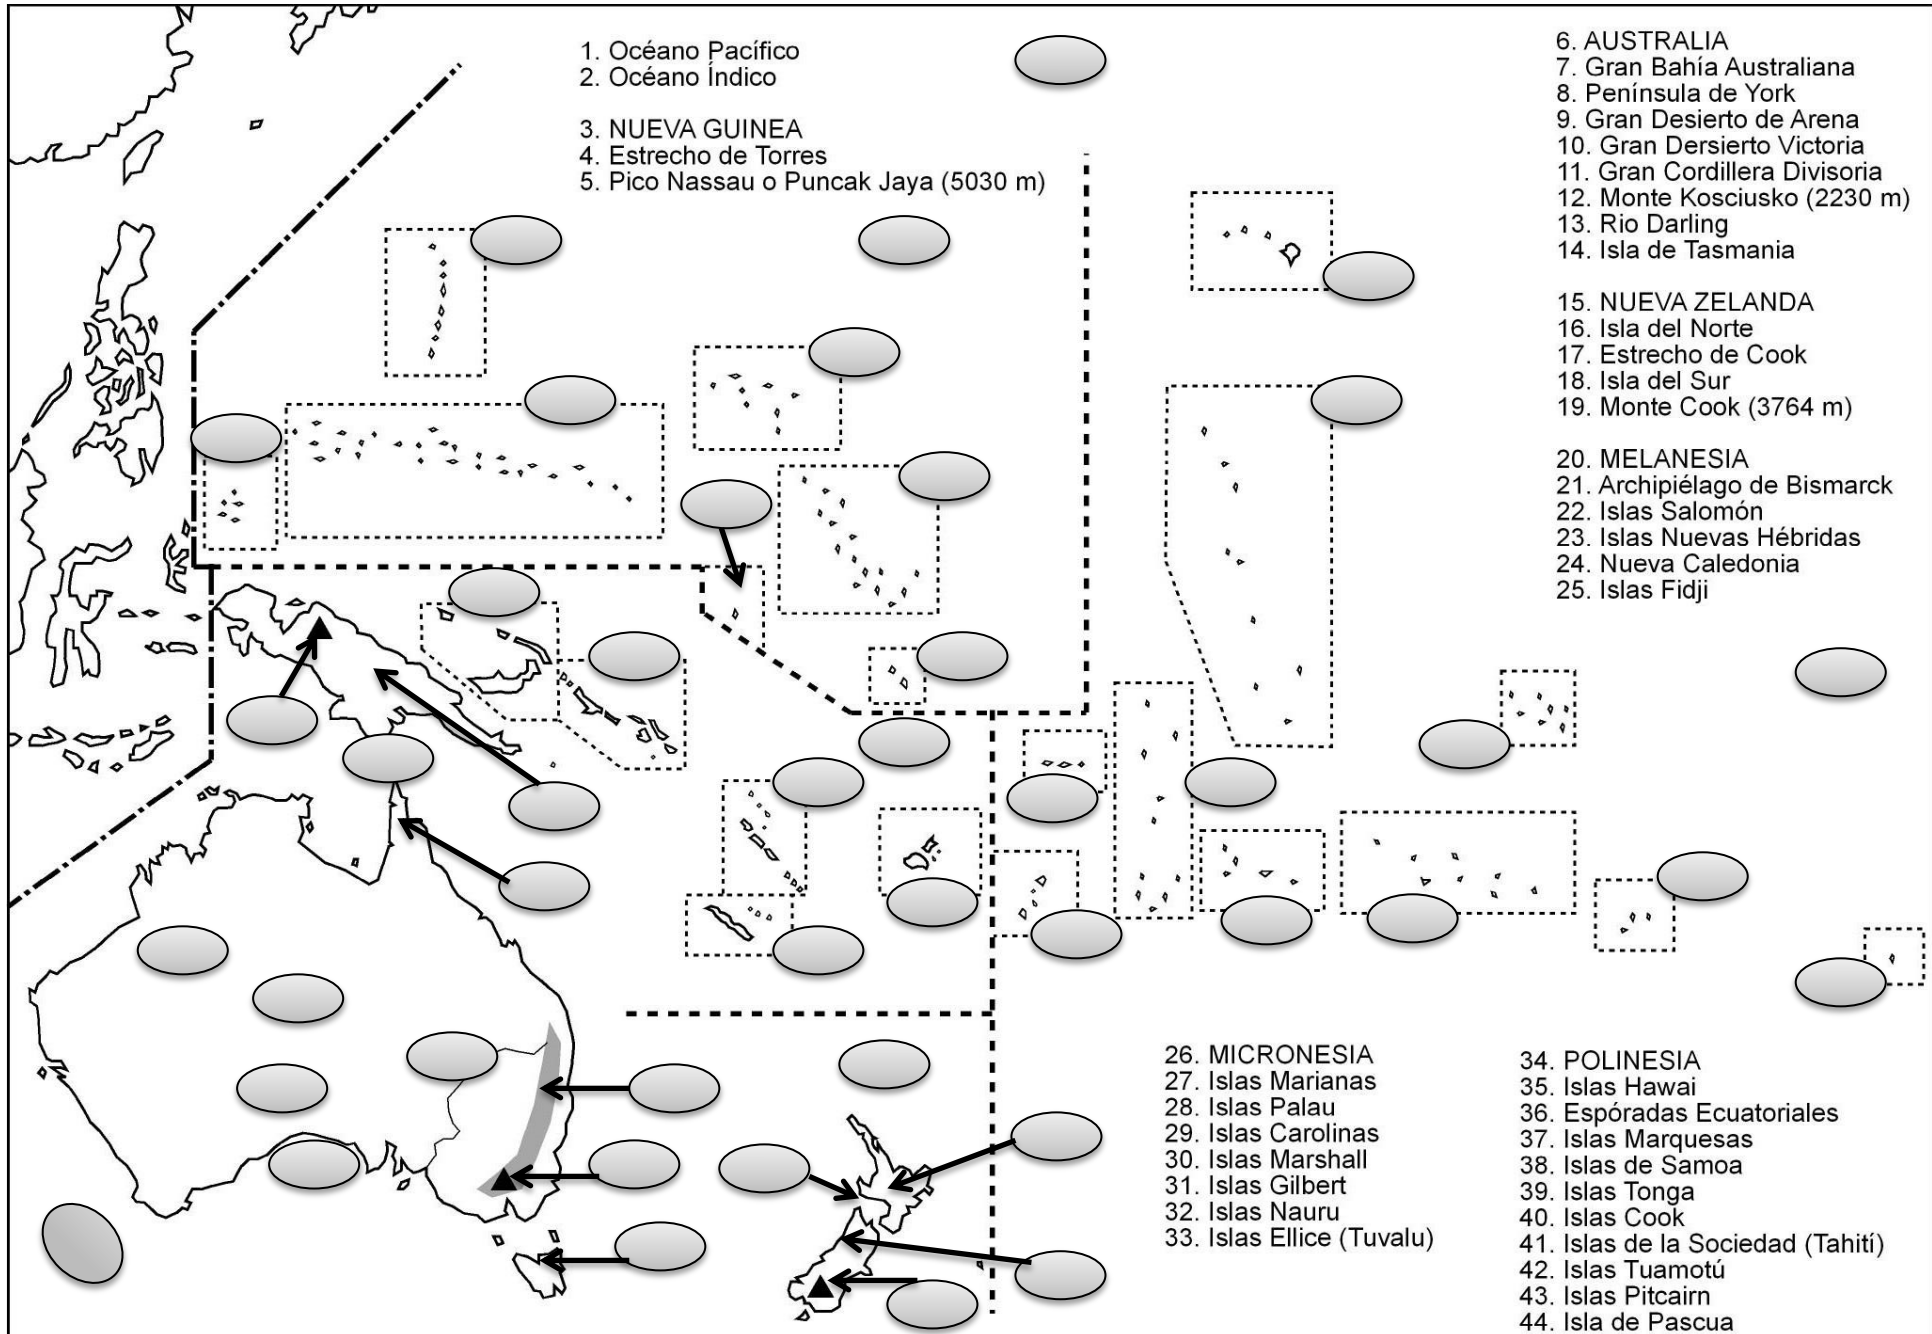 1. Océano Pacífico
2. Océano Índico
3. NUEVA GUINEA
4. Estrecho de Torres
5. Pico Nassau o Puncak Jaya (5030 m)
6. AUSTRALIA
7. Gran Bahía Australiana
8. Península de York
9. Gran Desierto de Arena
10. Gran Dersierto Victoria
11. Gran Cordillera Divisoria
12. Monte Kosciusko (2230 m)
13. Rio Darling
14. Isla de Tasmania
15. NUEVA ZELANDA
16. Isla del Norte
17. Estrecho de Cook
18. Isla del Sur
19. Monte Cook (3764 m)
20. MELANESIA
21. Archipiélago de Bismarck
22. Islas Salomón
23. Islas Nuevas Hébridas
24. Nueva Caledonia
25. Islas Fidji
26. MICRONESIA
27. Islas Marianas
28. Islas Palau
29. Islas Carolinas
30. Islas Marshall
31. Islas Gilbert
32. Islas Nauru
33. Islas Ellice (Tuvalu)
34. POLINESIA
35. Islas Hawai
36. Espóradas Ecuatoriales
37. Islas Marquesas
38. Islas de Samoa
39. Islas Tonga
40. Islas Cook
41. Islas de la Sociedad (Tahití)
42. Islas Tuamotú
43. Islas Pitcairn
44. Isla de Pascua